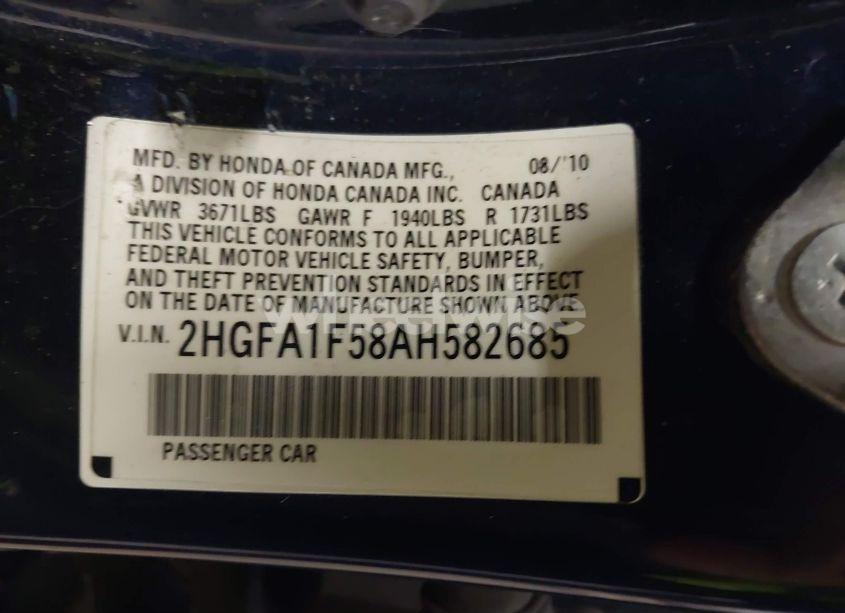 MFD. BY HONDA OF CANADA MFG., 08/'10
A DIVISION OF HONDA CANADA INC. CANADA
GVWR 3671LBS GAWR F 1940LBS R 1731LBS
THIS VEHICLE CONFORMS TO ALL APPLICABLE
FEDERAL MOTOR VEHICLE SAFETY, BUMPER,
AND THEFT PREVENTION STANDARDS IN EFFECT
ON THE DATE OF MANUFACTURE SHOWN ABOVE
V.I.N. 2HGFA1F58AH582685
PASSENGER CAR